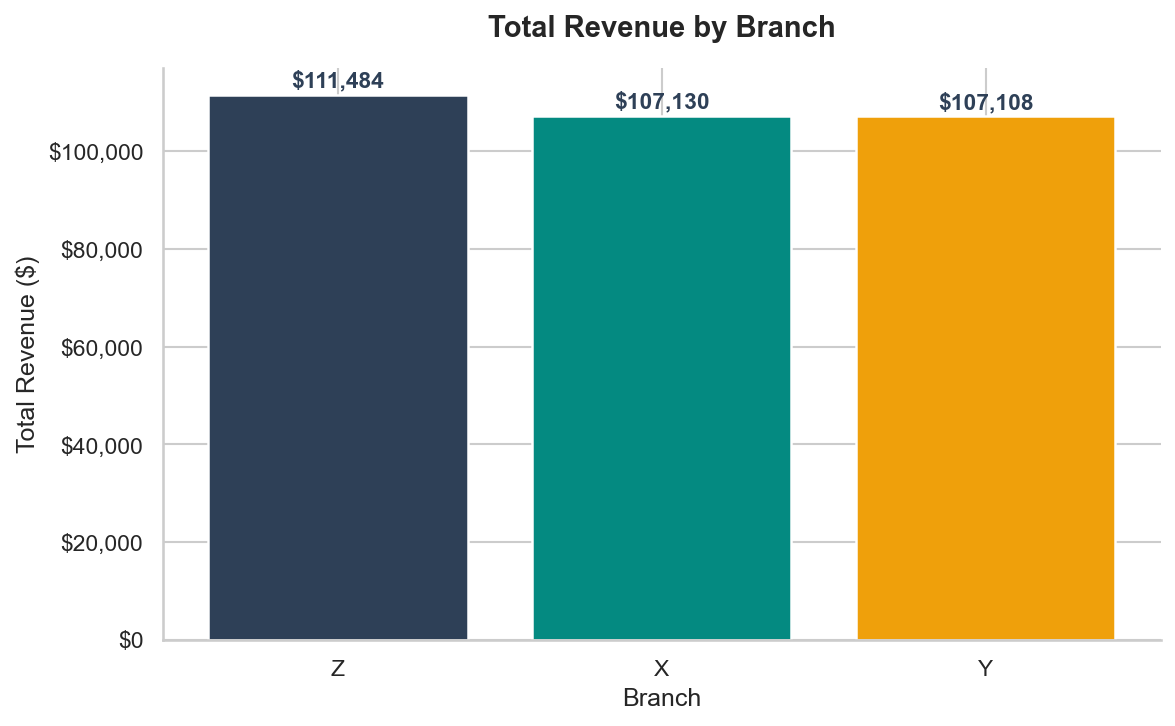 Total Revenue by Branch
$111,484
$107,130
$107,108
$100,000
$80,000
$60,000
$40,000
$20,000
$0
Total Revenue ($)
Z
X
Y
Branch